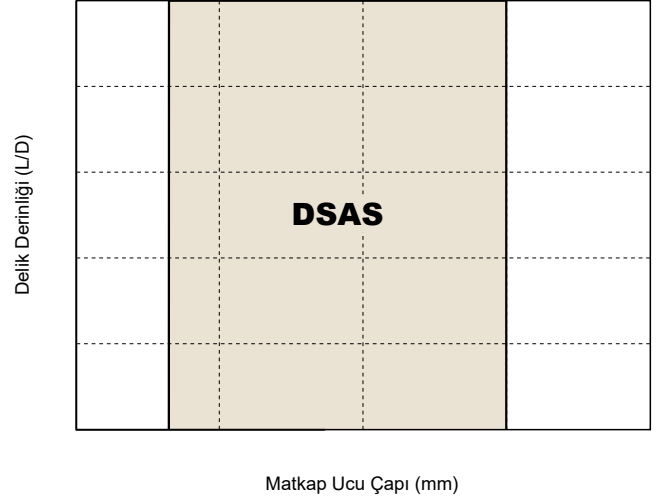 Delik Derinliği (L/D)
DSAS
Matkap Ucu Çapı (mm)